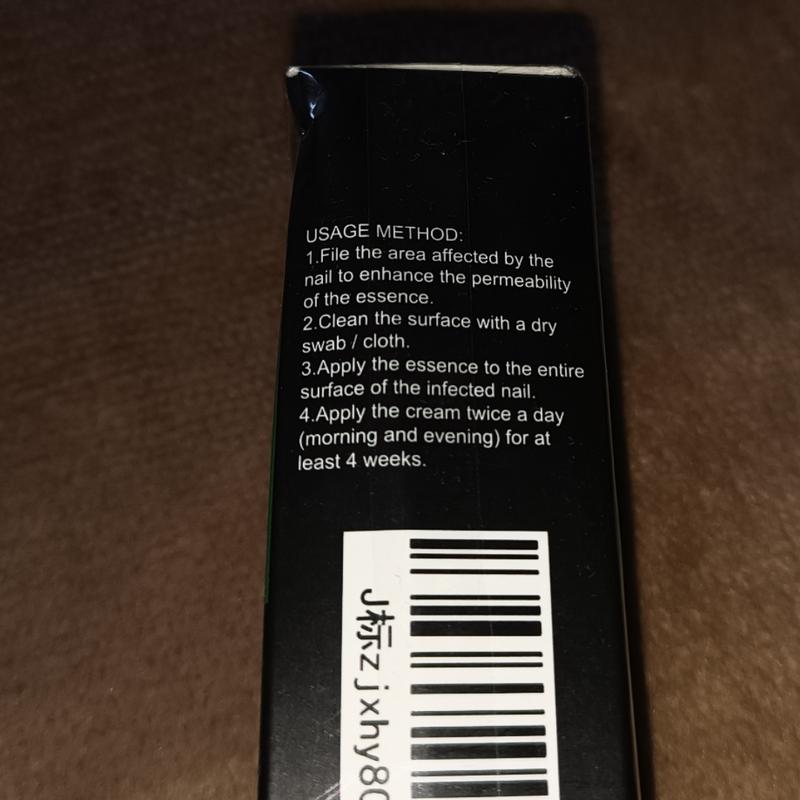 USAGE METHOD:
1.File the area affected by the
nail to enhance the permeability
of the essence.
2.Clean the surface with a dry
swab / cloth.
3.Apply the essence to the entire
surface of the infected nail.
4.Apply the cream twice a day
(morning and evening) for at
least 4 weeks.
J标zjxhy80